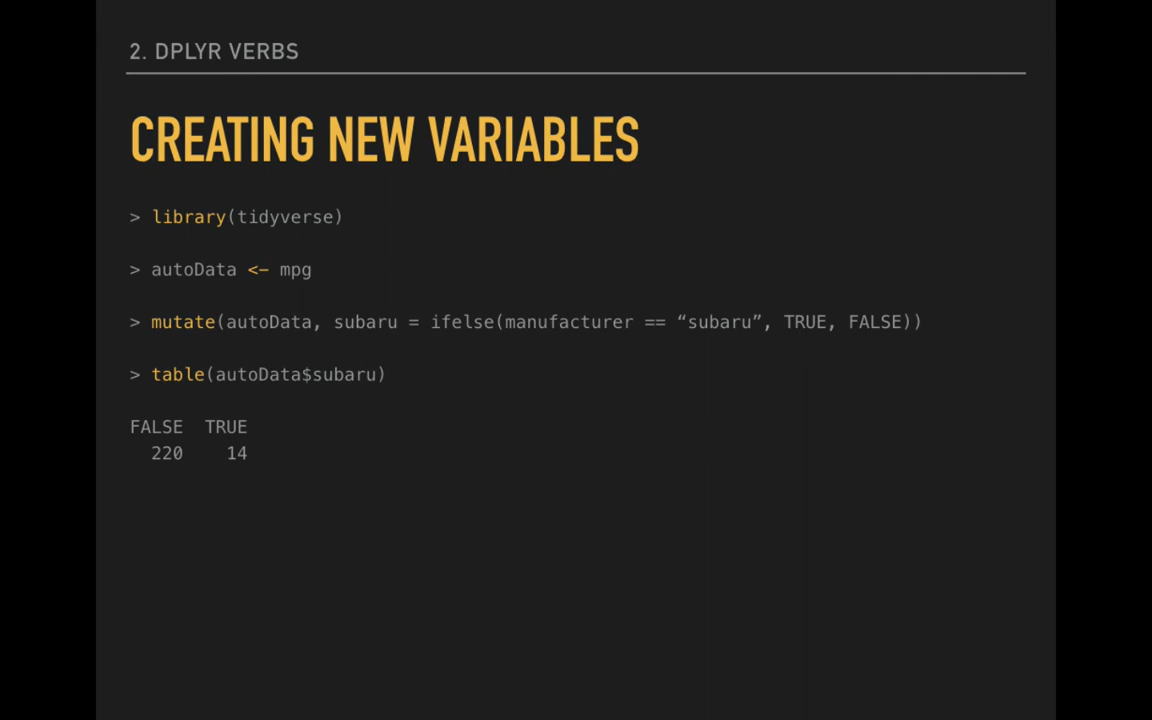 2. DPLYR VERBS
CREATING NEW VARIABLES
> library(tidyverse)
> autoData <- mpg
> mutate(autoData, subaru = ifelse(manufacturer == “subaru”, TRUE, FALSE))
> table(autoData$subaru)
FALSE TRUE
220 14